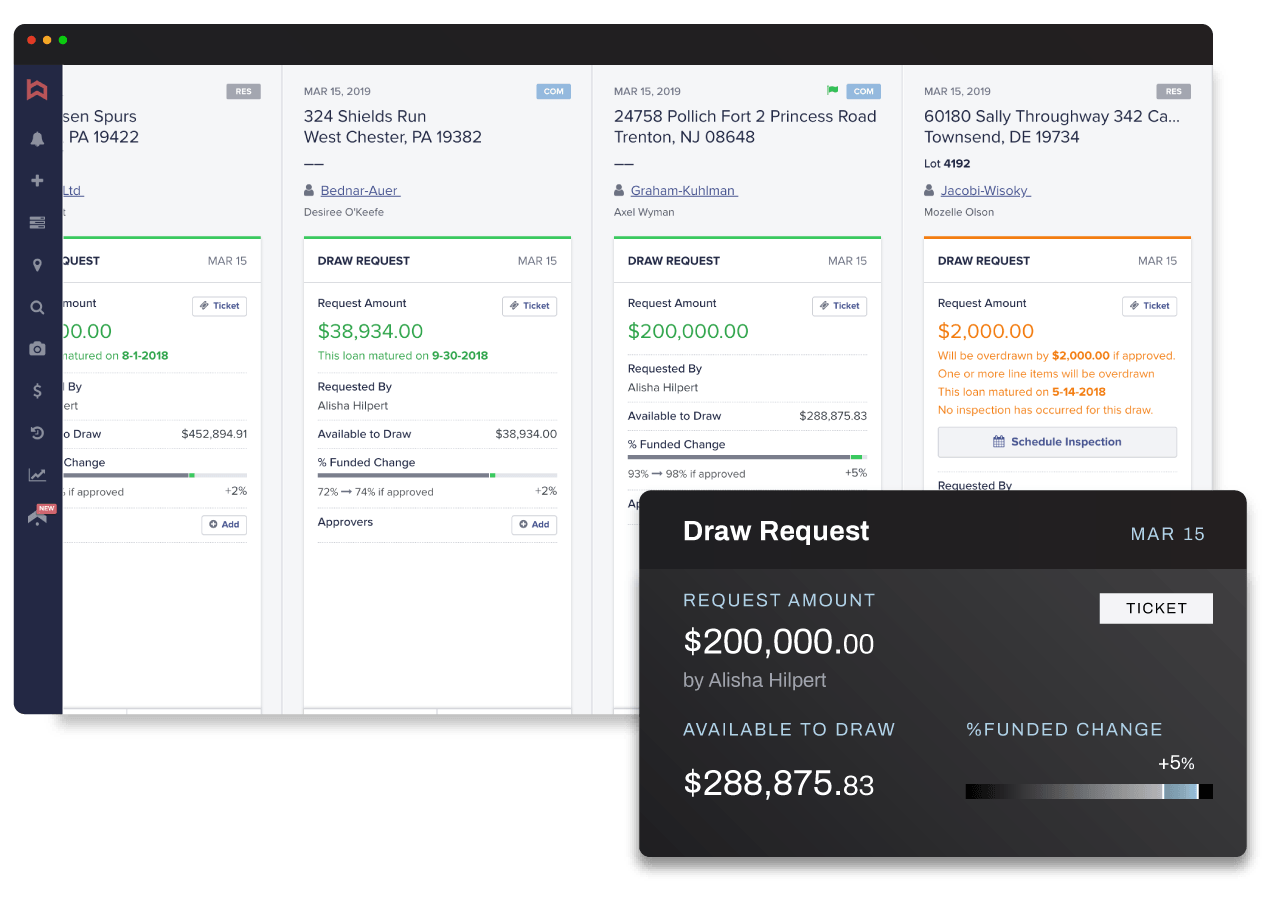 NEW
RES
sen Spurs
, PA 19422
Ltd
QUEST MAR 15
mount
Ticket
00.00
matured on 8-1-2018
By
pert
o Draw $452,894.91
Change
if approved +2%
Add
MAR 15, 2019 COM
324 Shields Run
West Chester, PA 19382
—
Bednar-Auer
Desiree O'Keefe
DRAW REQUEST MAR 15
Request Amount
Ticket
$38,934.00
This loan matured on 9-30-2018
Requested By
Alisha Hilpert
Available to Draw $38,934.00
% Funded Change
72% → 74% if approved +2%
Approvers
Add
MAR 15, 2019 COM
24758 Pollich Fort 2 Princess Road
Trenton, NJ 08648
—
Graham-Kuhlman
Axel Wyman
DRAW REQUEST MAR 15
Request Amount
Ticket
$200,000.00
Requested By
Alisha Hilpert
Available to Draw $288,875.83
% Funded Change
93% → 98% if approved +5%
Ap
MAR 15, 2019 RES
60180 Sally Throughway 342 Ca...
Townsend, DE 19734
Lot 4192
Jacobi-Wisoky
Mozelle Olson
DRAW REQUEST MAR 15
Request Amount
Ticket
$2,000.00
Will be overdrawn by $2,000.00 if approved.
One or more line items will be overdrawn
This loan matured on 5-14-2018
No inspection has occurred for this draw.
Schedule Inspection
Requested By
Draw Request MAR 15
REQUEST AMOUNT
TICKET
$200,000.00
by Alisha Hilpert
AVAILABLE TO DRAW
$288,875.83
%FUNDED CHANGE
+5%